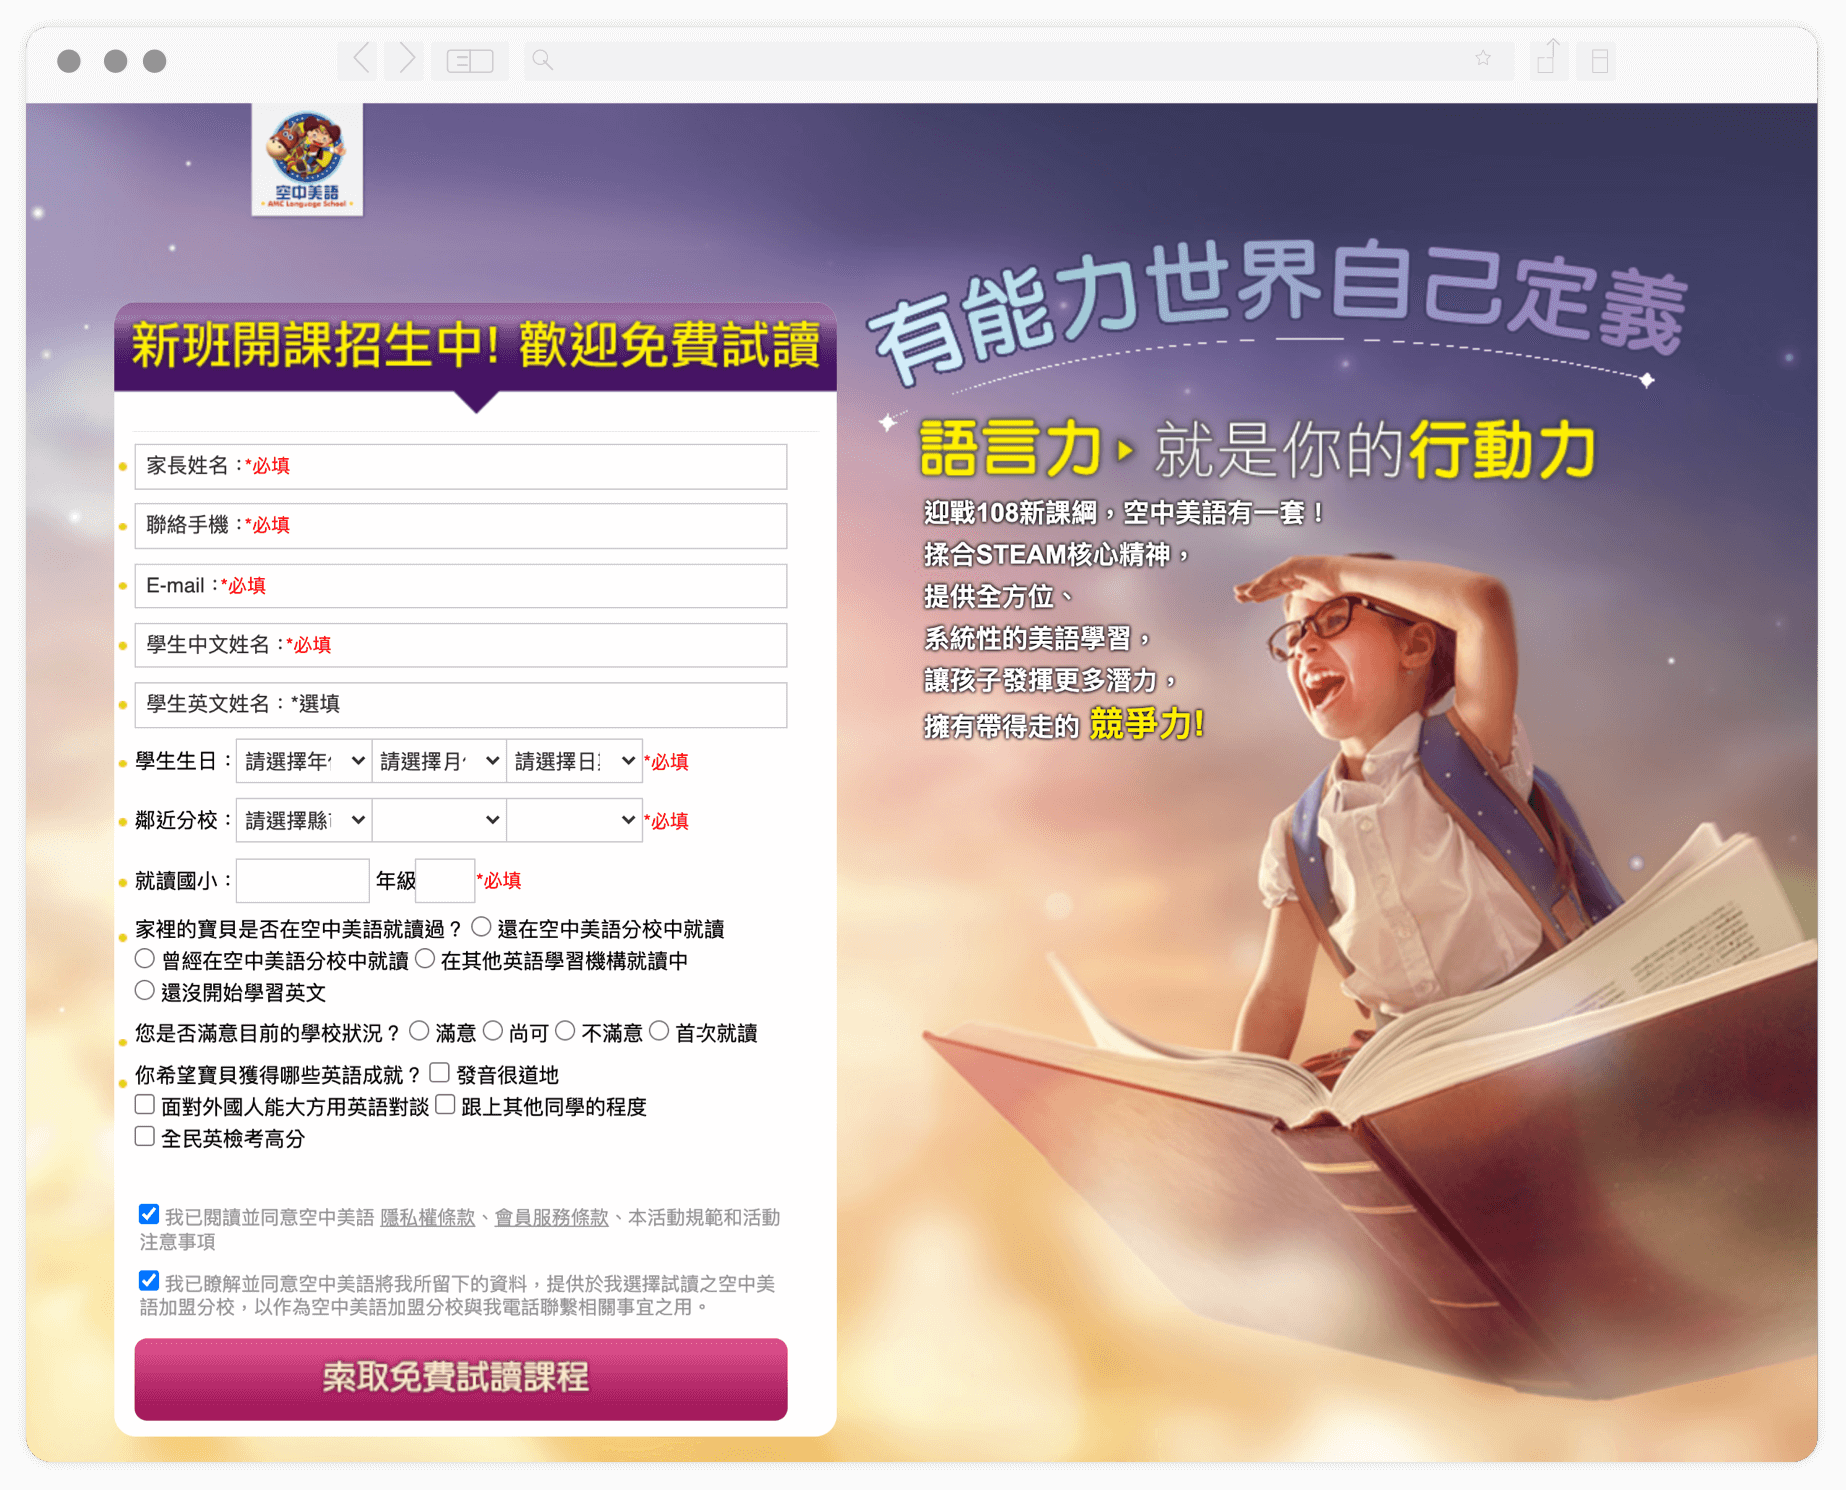 空中美語
AMC Language School
有能力世界自己定義
新班開課招生中! 歡迎免費試讀
家長姓名：*必填
聯絡手機：*必填
E-mail：*必填
學生中文姓名：*必填
學生英文姓名：*選填
學生生日： 請選擇年 請選擇月 請選擇日 *必填
鄰近分校： 請選擇縣 *必填
就讀國小： 年級 *必填
家裡的寶貝是否在空中美語就讀過？ 還在空中美語分校中就讀
曾經在空中美語分校中就讀 在其他英語學習機構就讀中
還沒開始學習英文
您是否滿意目前的學校狀況？ 滿意 尚可 不滿意 首次就讀
你希望寶貝獲得哪些英語成就？ 發音很道地
面對外國人能大方用英語對談 跟上其他同學的程度
全民英檢考高分
我已閱讀並同意空中美語 隱私權條款、會員服務條款、本活動規範和活動
注意事項
我已瞭解並同意空中美語將我所留下的資料，提供於我選擇試讀之空中美
語加盟分校，以作為空中美語加盟分校與我電話聯繫相關事宜之用。
索取免費試讀課程
語言力▸就是你的行動力
迎戰108新課綱，空中美語有一套！
揉合STEAM核心精神，
提供全方位、
系統性的美語學習，
讓孩子發揮更多潛力，
擁有帶得走的 競爭力!